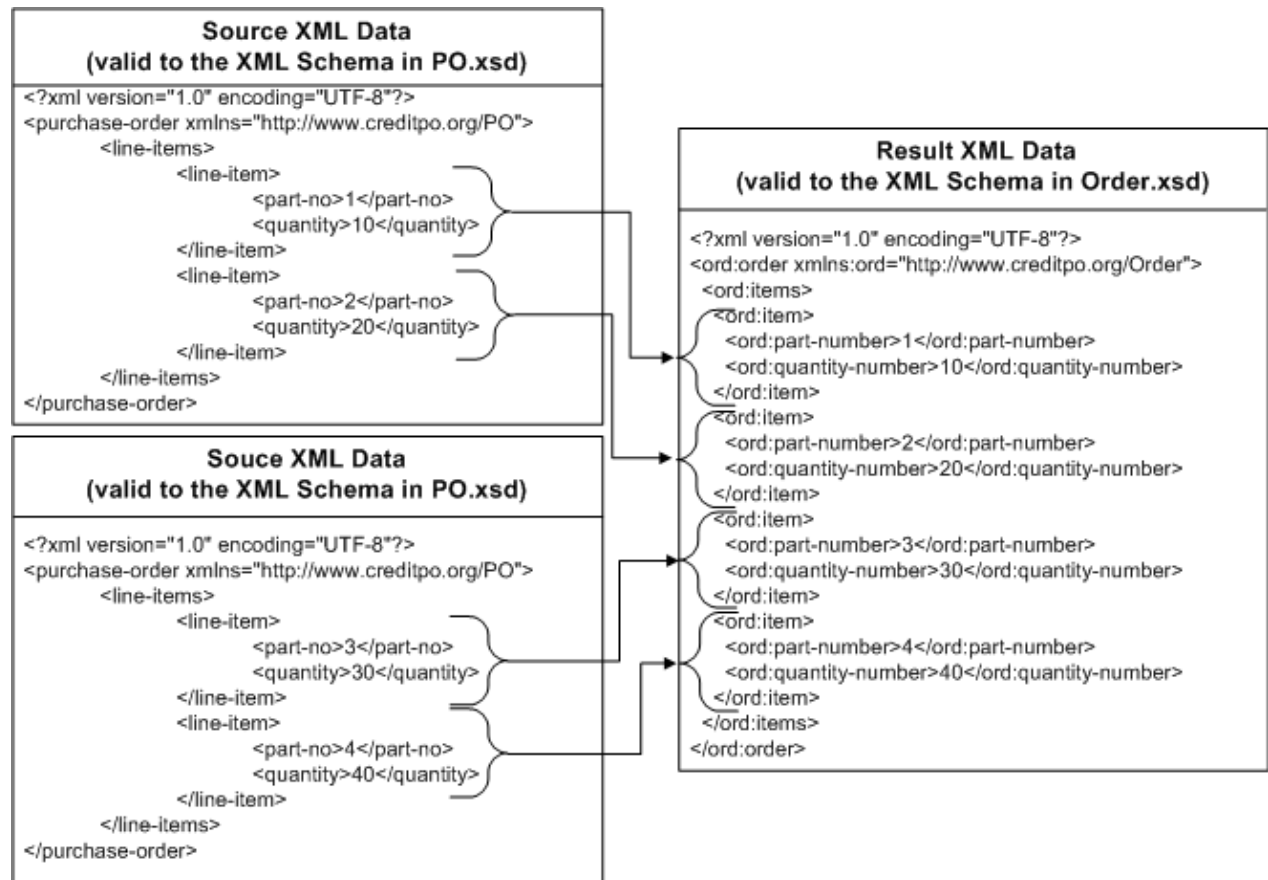 Source XML Data
(valid to the XML Schema in PO.xsd)
<?xml version="1.0" encoding="UTF-8"?>
<purchase-order xmlns="http://www.creditpo.org/PO">
<line-items>
<line-item>
<part-no>1</part-no>
<quantity>10</quantity>
</line-item>
<line-item>
<part-no>2</part-no>
<quantity>20</quantity>
</line-item>
</line-items>
</purchase-order>
Souce XML Data
(valid to the XML Schema in PO.xsd)
<?xml version="1.0" encoding="UTF-8"?>
<purchase-order xmlns="http://www.creditpo.org/PO">
<line-items>
<line-item>
<part-no>3</part-no>
<quantity>30</quantity>
</line-item>
<line-item>
<part-no>4</part-no>
<quantity>40</quantity>
</line-item>
</line-items>
</purchase-order>
Result XML Data
(valid to the XML Schema in Order.xsd)
<?xml version="1.0" encoding="UTF-8"?>
<ord:order xmlns:ord="http://www.creditpo.org/Order">
<ord:items>
<ord:item>
<ord:part-number>1</ord:part-number>
<ord:quantity-number>10</ord:quantity-number>
</ord:item>
<ord:item>
<ord:part-number>2</ord:part-number>
<ord:quantity-number>20</ord:quantity-number>
</ord:item>
<ord:item>
<ord:part-number>3</ord:part-number>
<ord:quantity-number>30</ord:quantity-number>
</ord:item>
<ord:item>
<ord:part-number>4</ord:part-number>
<ord:quantity-number>40</ord:quantity-number>
</ord:item>
</ord:items>
</ord:order>